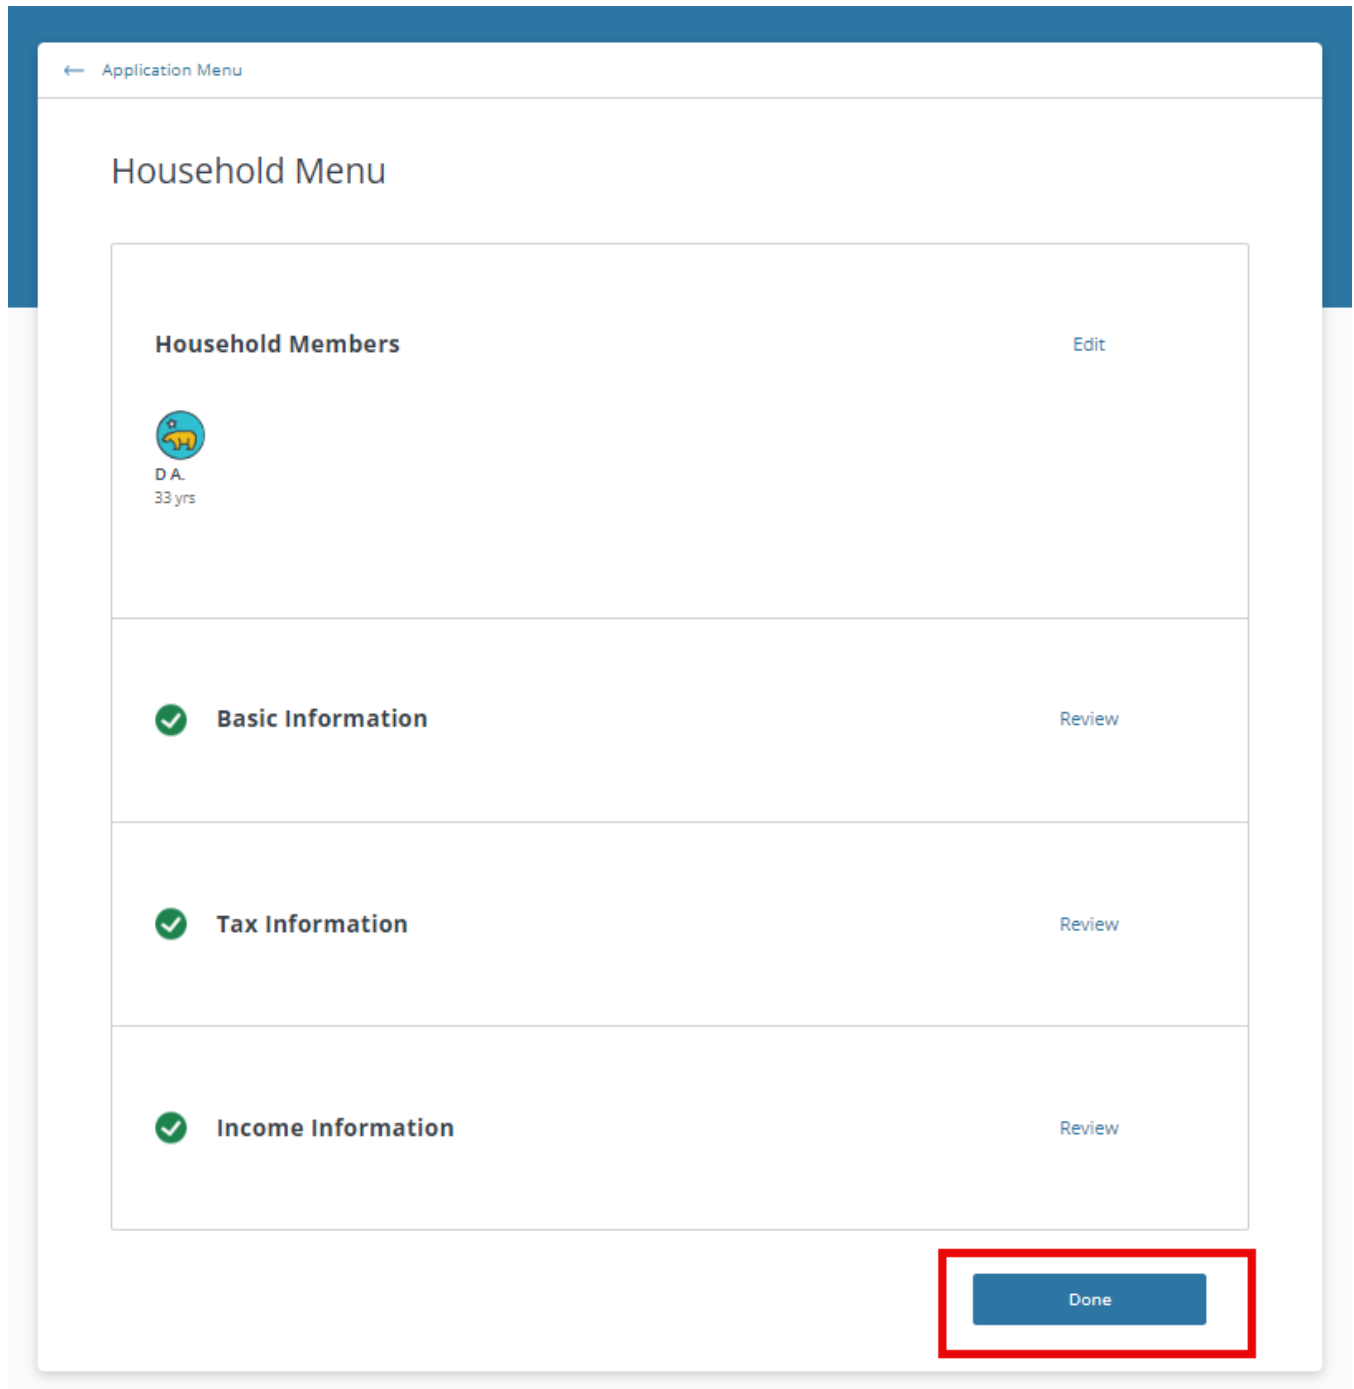 ← Application Menu
Household Menu
Household Members
Edit
D A.
33 yrs
Basic Information
Review
Tax Information
Review
Income Information
Review
Done